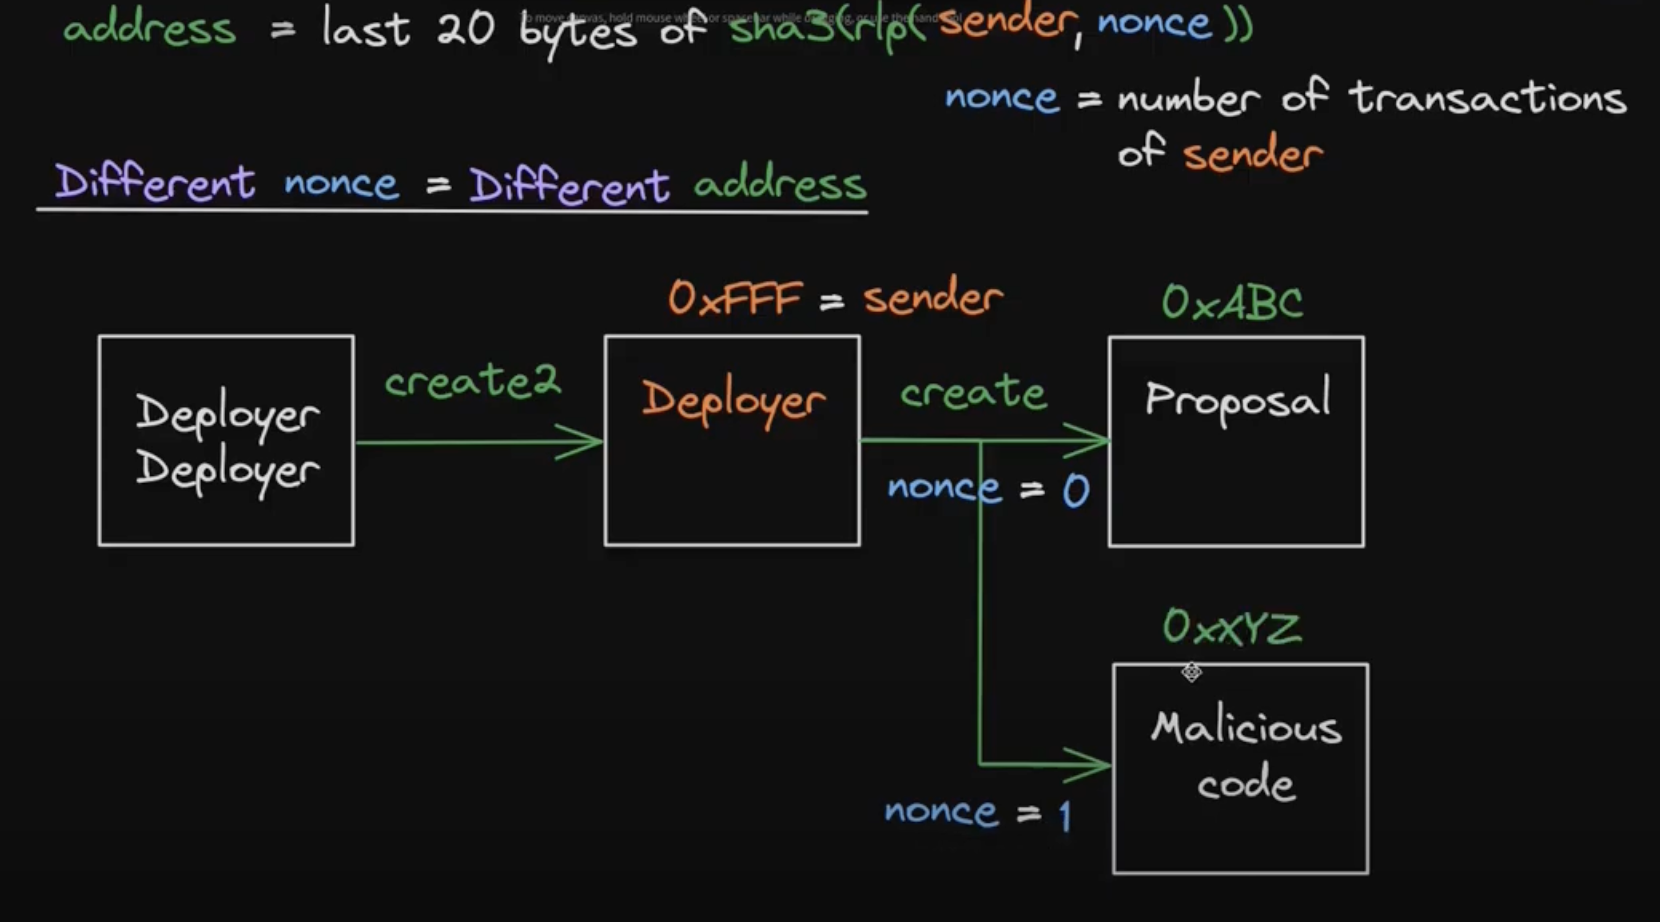 To move canvas, hold mouse wheel or spacebar while dragging, or use the hand tool
address = last 20 bytes of sha3(rlp(sender, nonce))
nonce = number of transactions
of sender
Different nonce = Different address
0xFFF = sender
0xABC
Deployer
Deployer
create2
Deployer
create
nonce = 0
Proposal
0xXYZ
Malicious
code
nonce = 1